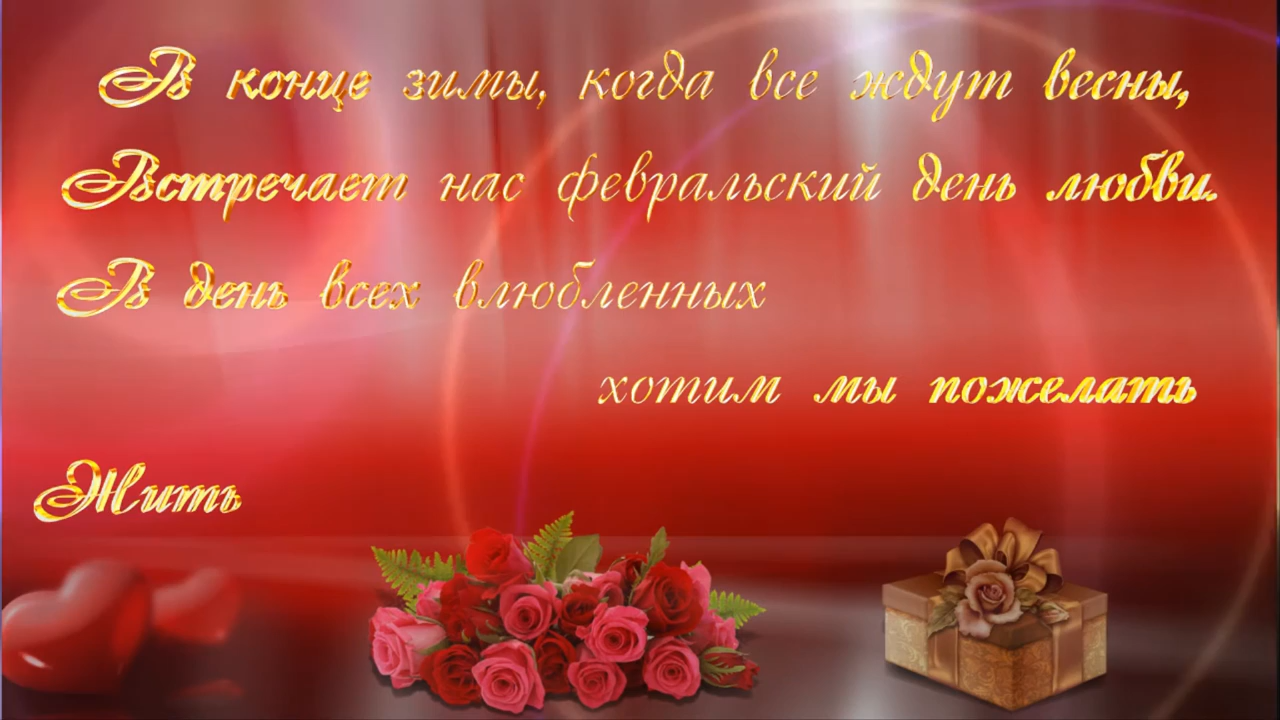 В конце зимы, когда все ждут весны,
Встречает нас февральский день любви.
В день всех влюбленных
хотим мы пожелать
Жить